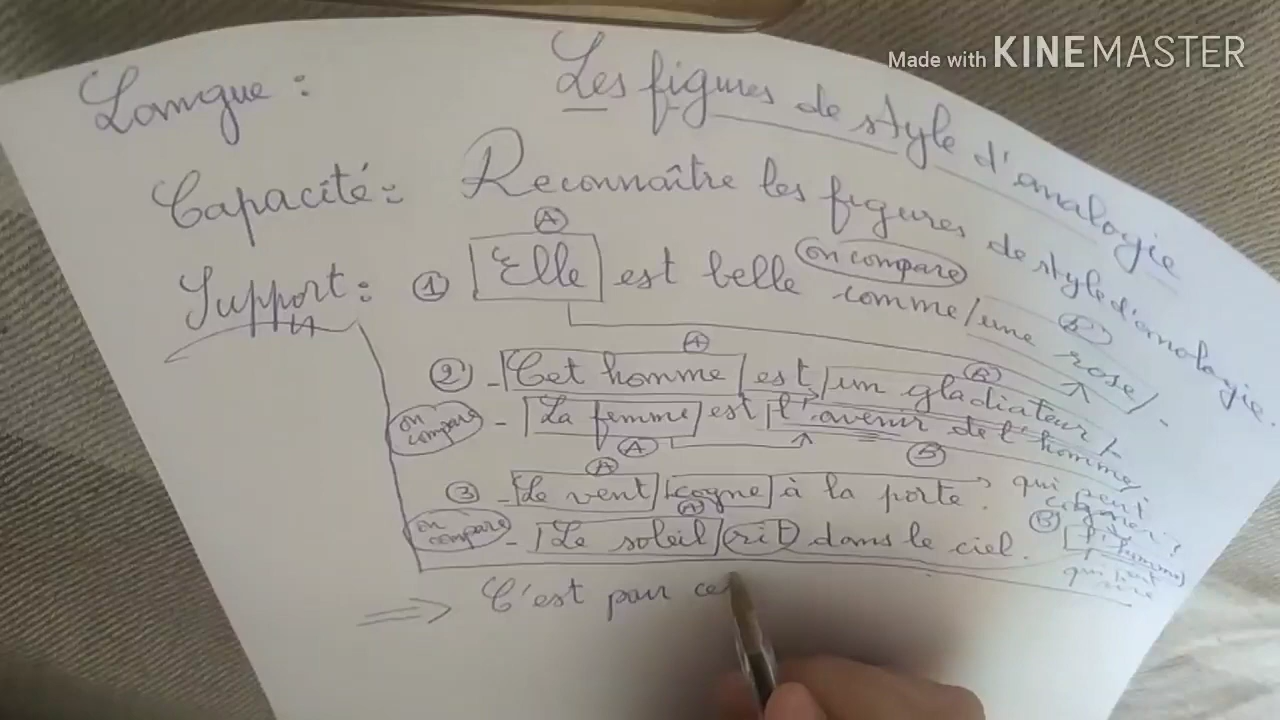 Made with KINEMASTER
Langue :
Les figures de style d'analogie
Capacité : Reconnaître les figures de style d'analogie.
A
Support : 1 Elle est belle comme / une rose.
on compare
B
A
2 - Cet homme est un gladiateur.
B
on compare - La femme est l'avenir de l'homme
A B
A
3 - Le vent cogne à la porte. → qui peut cogner ?
A
on compare - Le soleil rit dans le ciel.
B l'homme
qui peut rire
⇒ C'est par ce